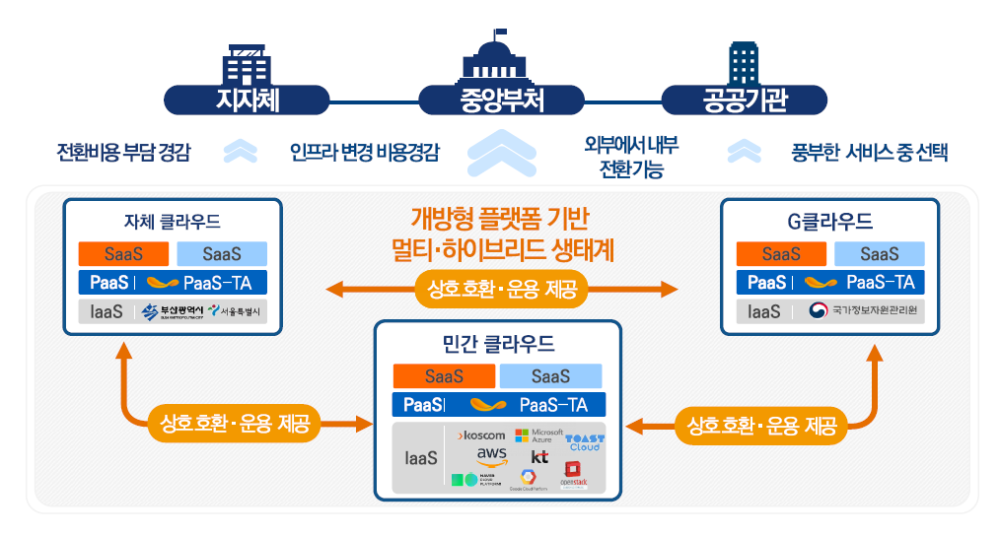 지자체
중앙부처
공공기관
전환비용 부담 경감
인프라 변경 비용경감
외부에서 내부
전환 가능
풍부한 서비스 중 선택
개방형 플랫폼 기반
멀티·하이브리드 생태계
상호 호환·운용 제공
자체 클라우드
SaaS SaaS
PaaS PaaS-TA
IaaS 부산광역시 서울특별시
G클라우드
SaaS SaaS
PaaS PaaS-TA
IaaS 국가정보자원관리원
민간 클라우드
SaaS SaaS
PaaS PaaS-TA
IaaS
koscom Microsoft Azure TOAST Cloud
aws kt
NAVER CLOUD PLATFORM Google Cloud Platform openstack
상호 호환·운용 제공
상호 호환·운용 제공